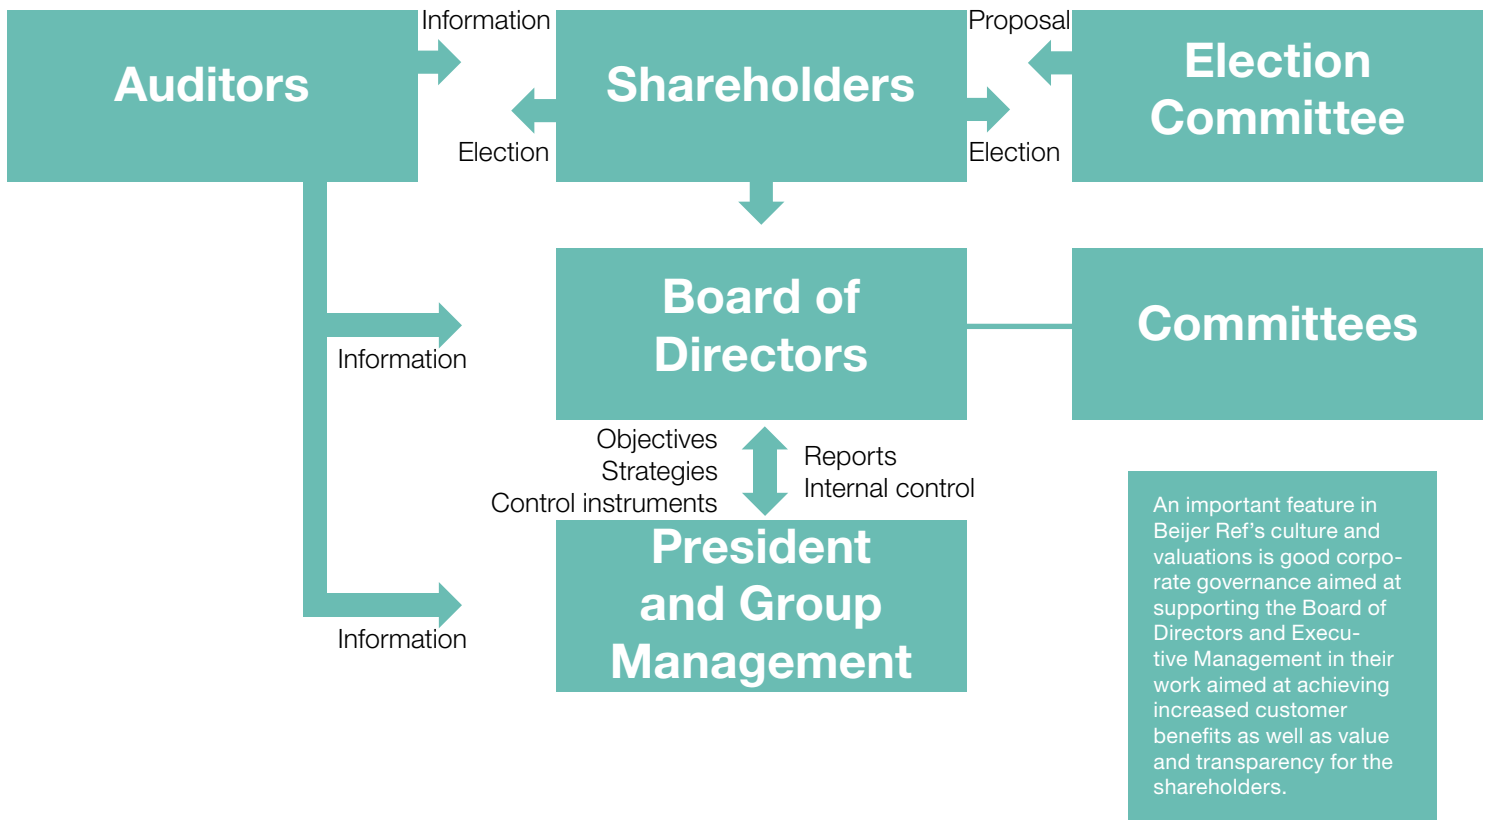 Information
Proposal
Auditors
Shareholders
Election
Committee
Election
Election
Board of
Directors
Committees
Information
Objectives
Strategies
Control instruments
Reports
Internal control
President
and Group
Management
Information
An important feature in
Beijer Ref’s culture and
valuations is good corpo-
rate governance aimed at
supporting the Board of
Directors and Execu-
tive Management in their
work aimed at achieving
increased customer
benefits as well as value
and transparency for the
shareholders.